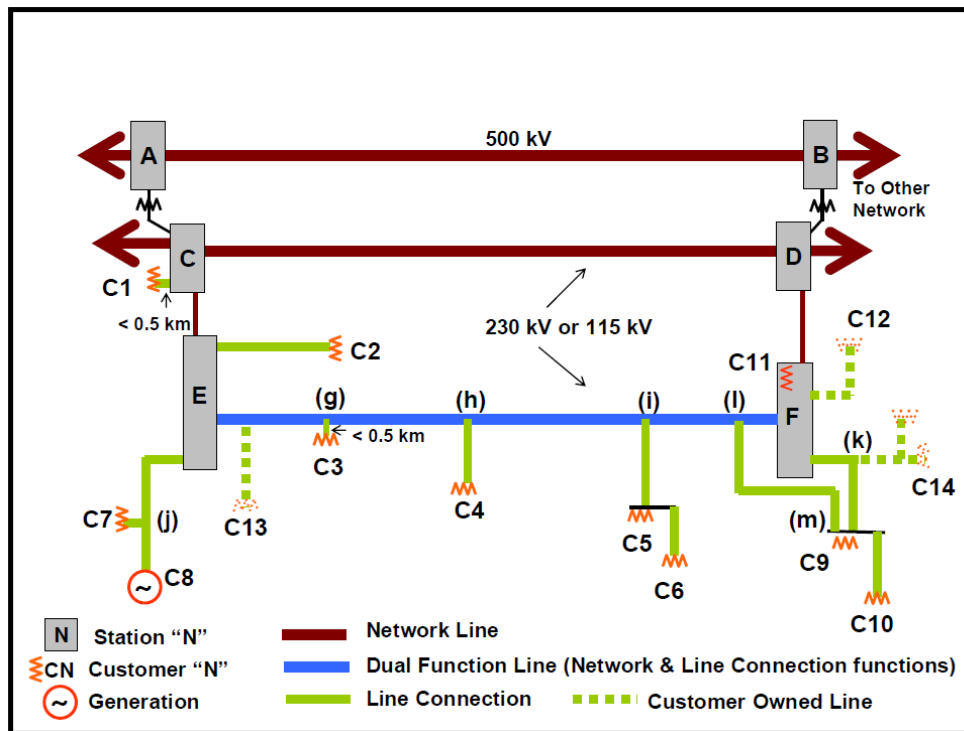 500 kV
A
B
To Other
Network
C
D
C1
< 0.5 km
230 kV or 115 kV
C12
C2
C11
E
(g)
(h)
(i)
(l)
F
< 0.5 km
(k)
C3
C14
C7
(j)
C13
C4
(m)
C5
C9
C8
C6
~
C10
N
Station “N”
Network Line
CN
Customer “N”
Dual Function Line (Network & Line Connection functions)
~
Generation
Line Connection
Customer Owned Line